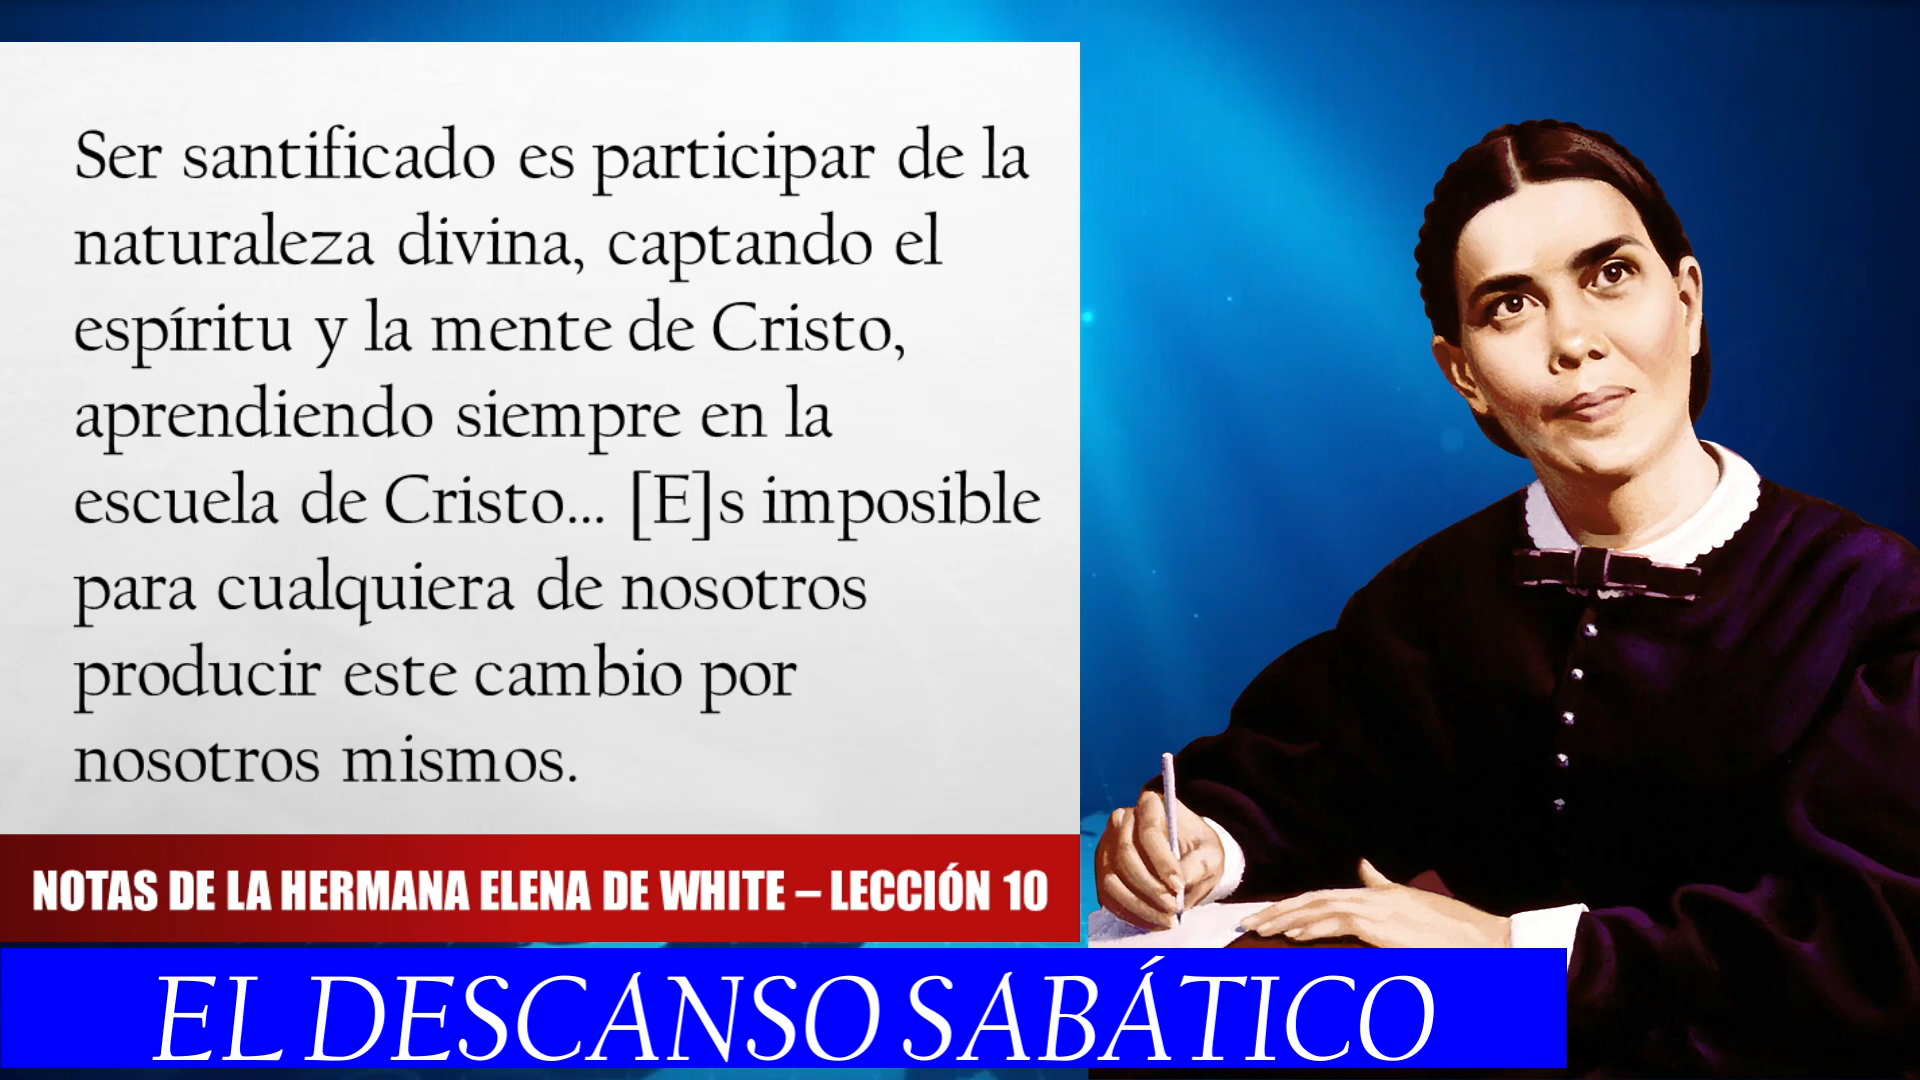 Ser santificado es participar de la
naturaleza divina, captando el
espíritu y la mente de Cristo,
aprendiendo siempre en la
escuela de Cristo... [E]s imposible
para cualquiera de nosotros
producir este cambio por
nosotros mismos.
NOTAS DE LA HERMANA ELENA DE WHITE – LECCIÓN 10
EL DESCANSO SABÁTICO